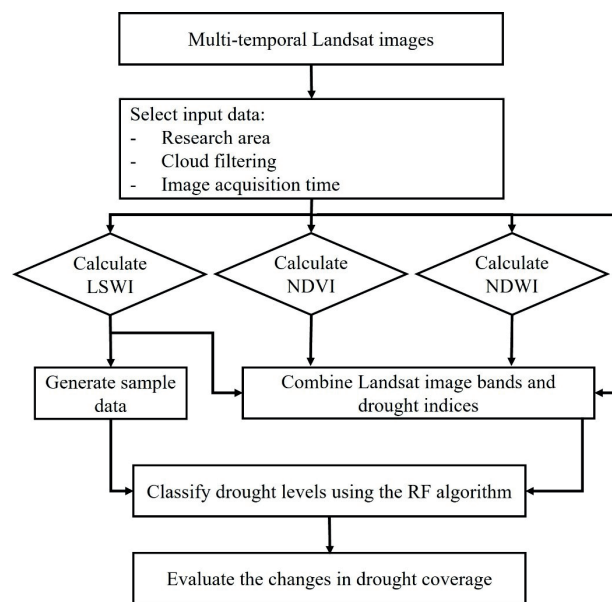 Multi-temporal Landsat images
Select input data:
- Research area
- Cloud filtering
- Image acquisition time
Calculate
LSWI
Calculate
NDVI
Calculate
NDWI
Generate sample
data
Combine Landsat image bands and
drought indices
Classify drought levels using the RF algorithm
Evaluate the changes in drought coverage